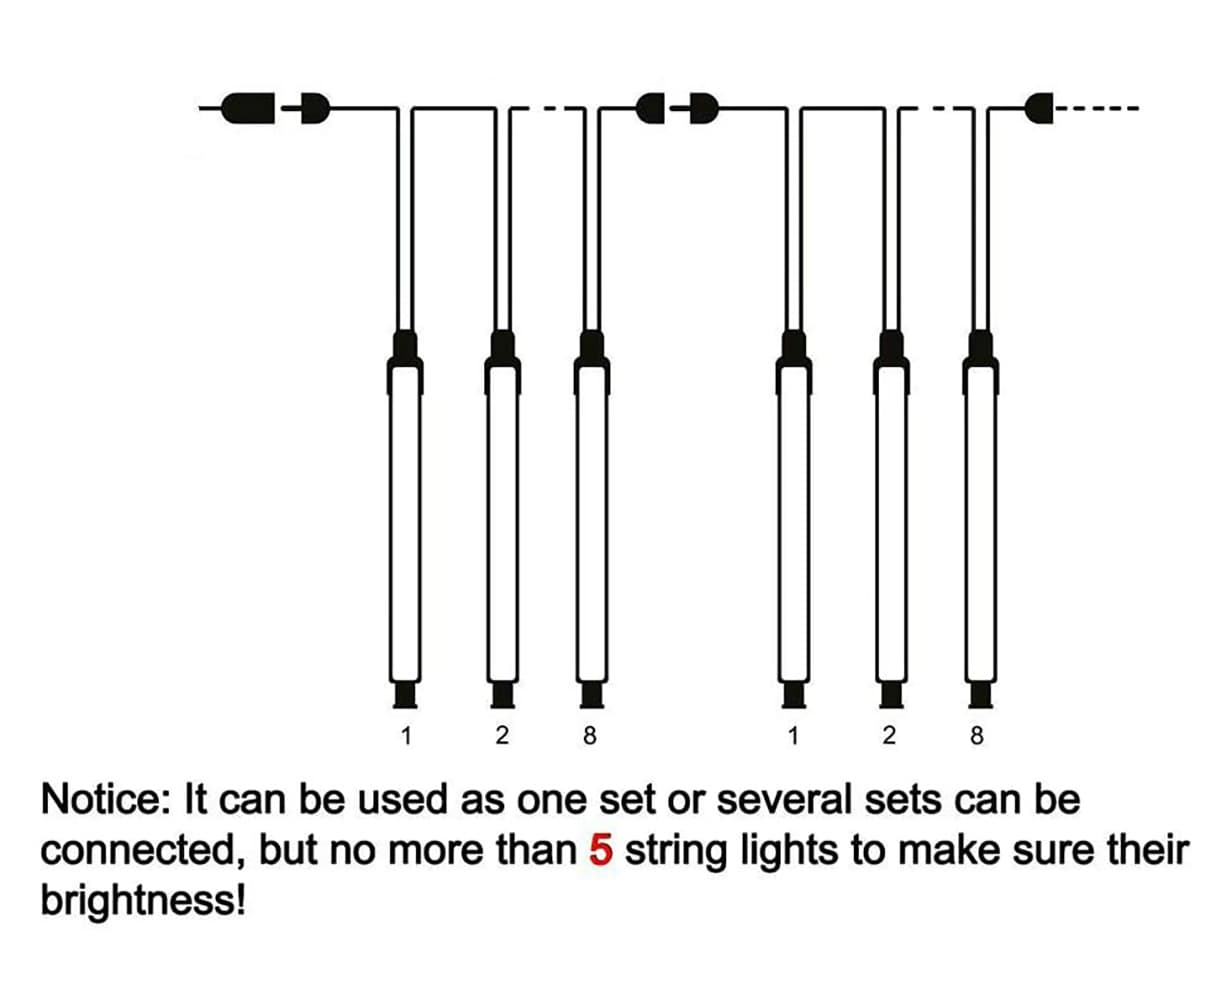 1 2 8 1 2 8
Notice: It can be used as one set or several sets can be
connected, but no more than 5 string lights to make sure their
brightness!